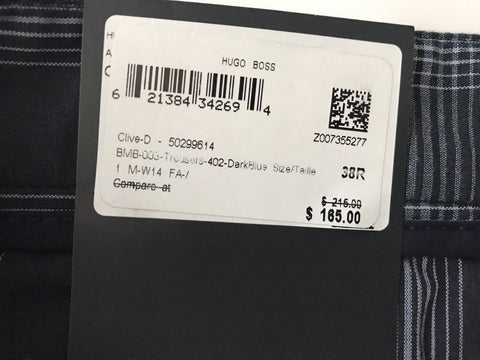 HUGO BOSS
6 21384 34269 4
Z007355277
Clive-D - 50299614
BMB-003-Trousers-402-DarkBlue Size/Taille 38R
1 M-W14 FA-/
Compare at
$ 215.00
$ 165.00